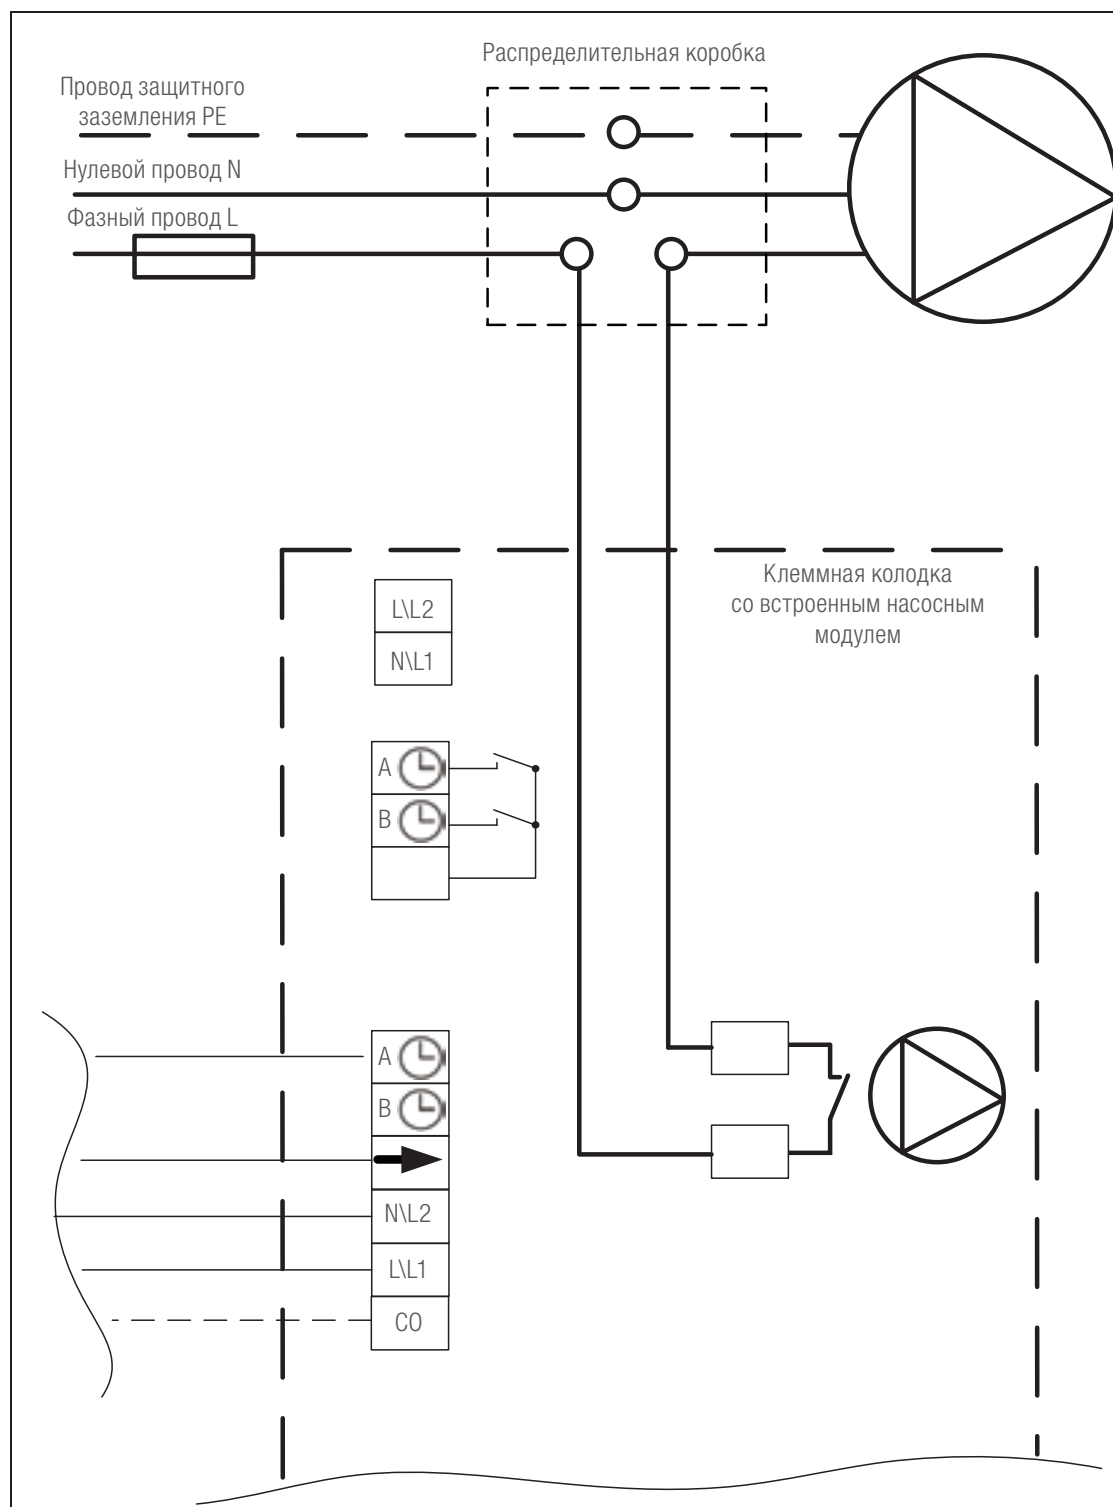 Распределительная коробка
Провод защитного
заземления PE
Нулевой провод N
Фазный провод L
Клеммная колодка
со встроенным насосным
модулем
L\L2
N\L1
A
B
A
B
N\L2
L\L1
CO